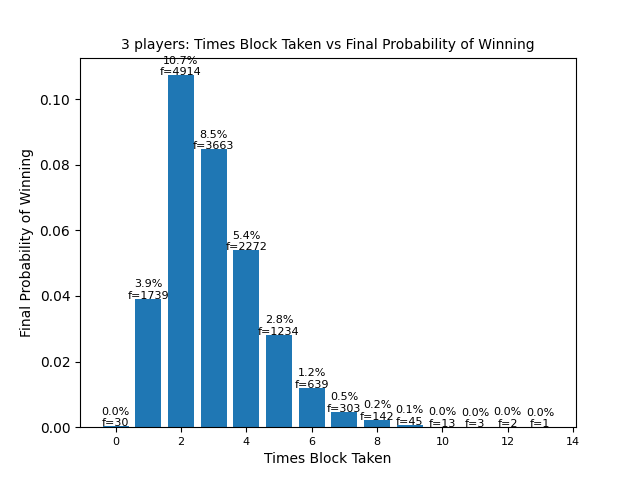 3 players: Times Block Taken vs Final Probability of Winning
Final Probability of Winning
0.10
0.08
0.06
0.04
0.02
0.00
0.0%
f=30
3.9%
f=1739
10.7%
f=4914
8.5%
f=3663
5.4%
f=2272
2.8%
f=1234
1.2%
f=639
0.5%
f=303
0.2%
f=142
0.1%
f=45
0.0%
f=13
0.0%
f=3
0.0%
f=2
0.0%
f=1
0 2 4 6 8 10 12 14
Times Block Taken